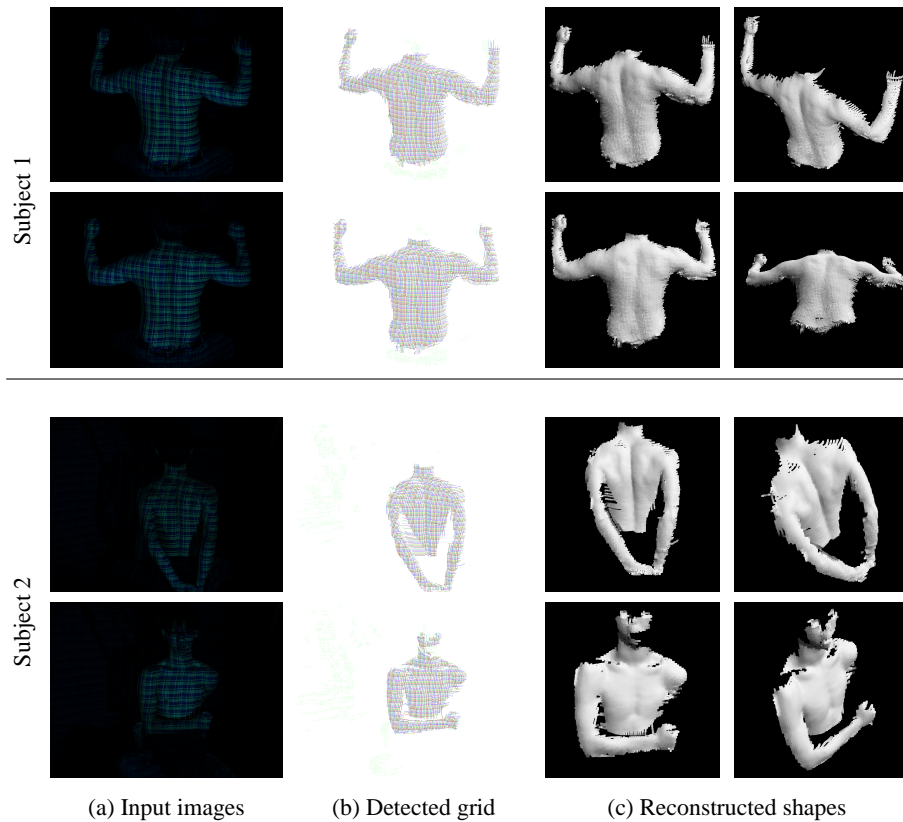 Subject 1
Subject 2
(a) Input images
(b) Detected grid
(c) Reconstructed shapes